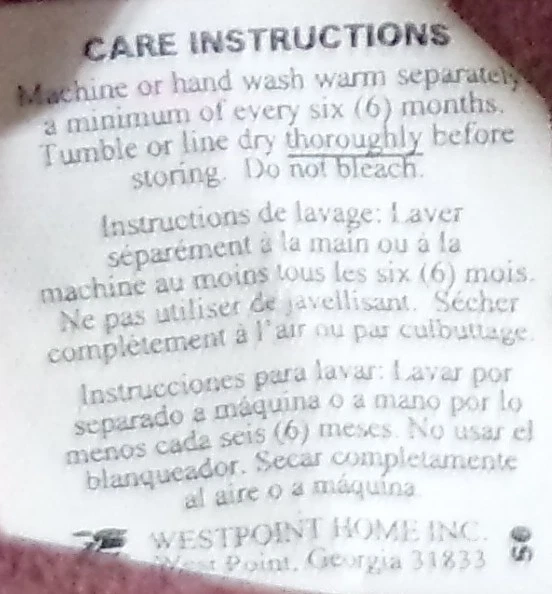 CARE INSTRUCTIONS
Machine or hand wash warm separately
a minimum of every six (6) months.
Tumble or line dry thoroughly before
storing. Do not bleach.
Instructions de lavage: Laver
séparément à la main ou à la
machine au moins tous les six (6) mois.
Ne pas utiliser de javellisant. Sécher
complètement à l'air ou par culbuttage.
Instrucciones para lavar: Lavar por
separado a máquina o a mano por lo
menos cada seis (6) meses. No usar el
blanqueador. Secar completamente
al aire o a máquina.
WESTPOINT HOME INC.
West Point, Georgia 31833